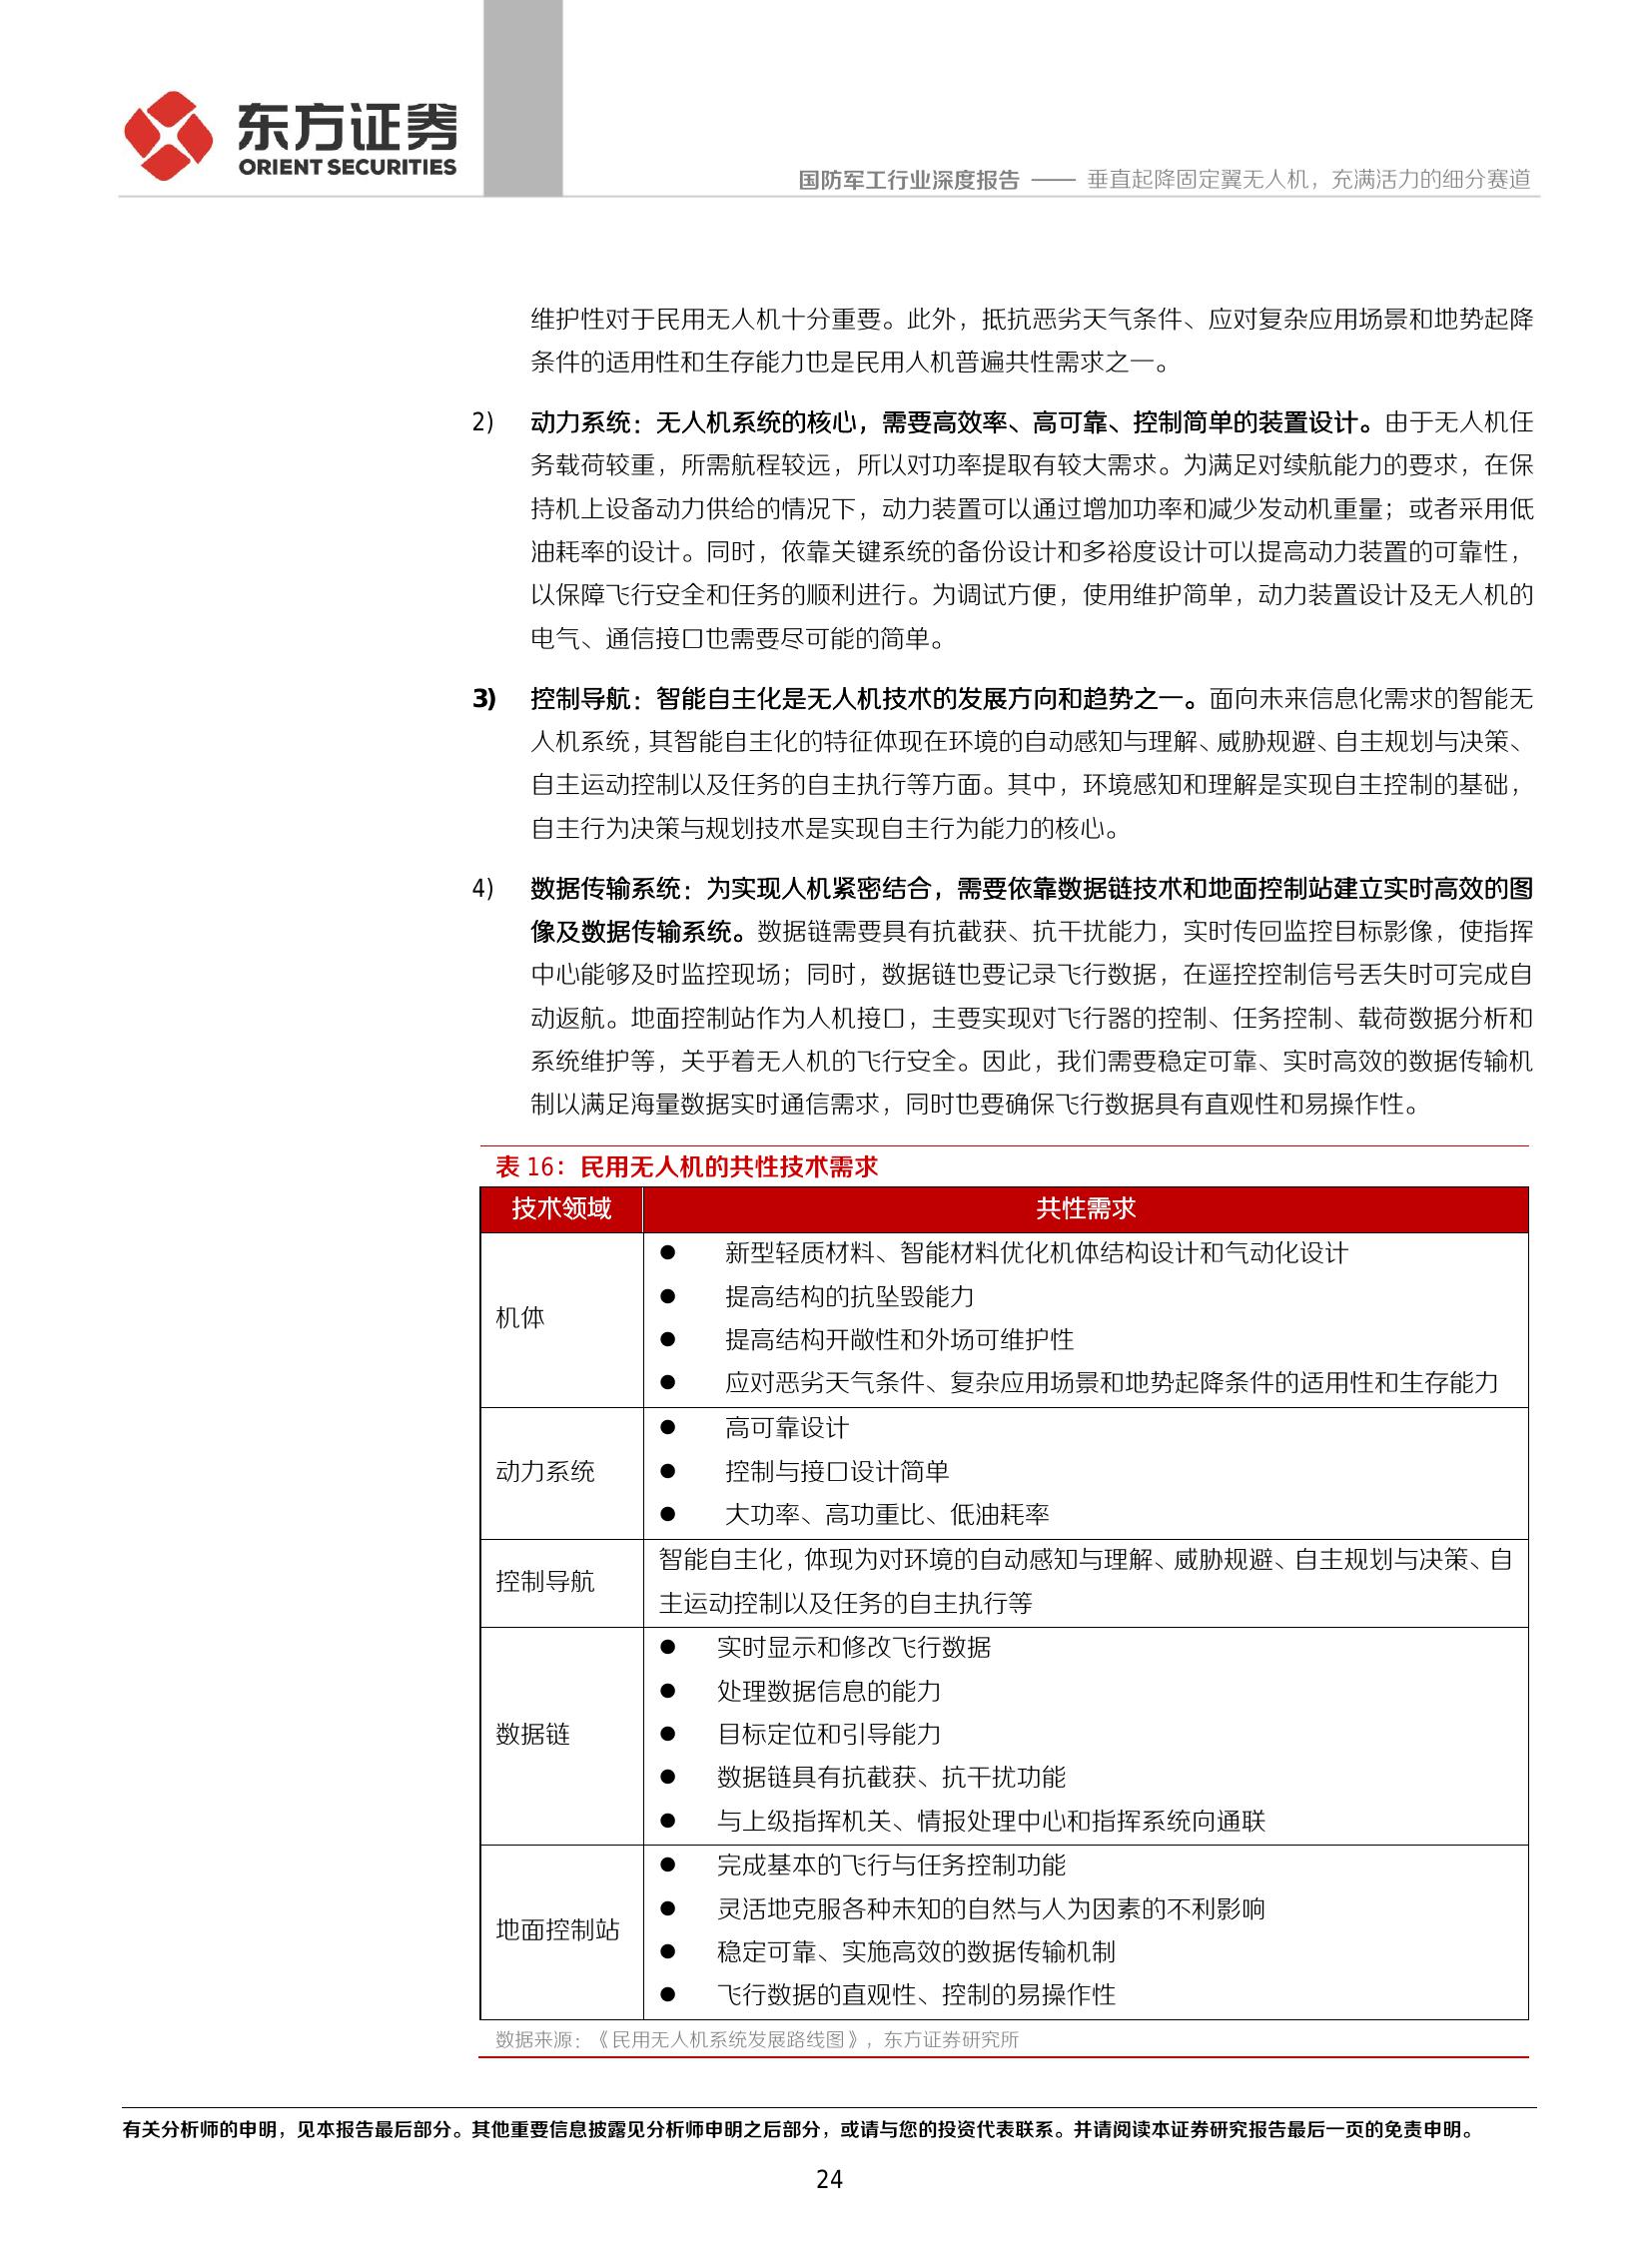 东方证券
ORIENT SECURITIES
国防军工行业深度报告 —— 垂直起降固定翼无人机，充满活力的细分赛道
维护性对于民用无人机十分重要。此外，抵抗恶劣天气条件、应对复杂应用场景和地势起降
条件的适用性和生存能力也是民用人机普遍共性需求之一。
2) 动力系统：无人机系统的核心，需要高效率、高可靠、控制简单的装置设计。由于无人机任
务载荷较重，所需航程较远，所以对功率提取有较大需求。为满足对续航能力的要求，在保
持机上设备动力供给的情况下，动力装置可以通过增加功率和减少发动机重量；或者采用低
油耗率的设计。同时，依靠关键系统的备份设计和多裕度设计可以提高动力装置的可靠性，
以保障飞行安全和任务的顺利进行。为调试方便，使用维护简单，动力装置设计及无人机的
电气、通信接口也需要尽可能的简单。
3) 控制导航：智能自主化是无人机技术的发展方向和趋势之一。面向未来信息化需求的智能无
人机系统，其智能自主化的特征体现在环境的自动感知与理解、威胁规避、自主规划与决策、
自主运动控制以及任务的自主执行等方面。其中，环境感知和理解是实现自主控制的基础，
自主行为决策与规划技术是实现自主行为能力的核心。
4) 数据传输系统：为实现人机紧密结合，需要依靠数据链技术和地面控制站建立实时高效的图
像及数据传输系统。数据链需要具有抗截获、抗干扰能力，实时传回监控目标影像，使指挥
中心能够及时监控现场；同时，数据链也要记录飞行数据，在遥控控制信号丢失时可完成自
动返航。地面控制站作为人机接口，主要实现对飞行器的控制、任务控制、载荷数据分析和
系统维护等，关乎着无人机的飞行安全。因此，我们需要稳定可靠、实时高效的数据传输机
制以满足海量数据实时通信需求，同时也要确保飞行数据具有直观性和易操作性。
表 16：民用无人机的共性技术需求
技术领域 共性需求
机体
● 新型轻质材料、智能材料优化机体结构设计和气动化设计
● 提高结构的抗坠毁能力
● 提高结构开敞性和外场可维护性
● 应对恶劣天气条件、复杂应用场景和地势起降条件的适用性和生存能力
动力系统
● 高可靠设计
● 控制与接口设计简单
● 大功率、高功重比、低油耗率
控制导航
智能自主化，体现为对环境的自动感知与理解、威胁规避、自主规划与决策、自
主运动控制以及任务的自主执行等
数据链
● 实时显示和修改飞行数据
● 处理数据信息的能力
● 目标定位和引导能力
● 数据链具有抗截获、抗干扰功能
● 与上级指挥机关、情报处理中心和指挥系统向通联
地面控制站
● 完成基本的飞行与任务控制功能
● 灵活地克服各种未知的自然与人为因素的不利影响
● 稳定可靠、实施高效的数据传输机制
● 飞行数据的直观性、控制的易操作性
数据来源：《民用无人机系统发展路线图》，东方证券研究所
有关分析师的申明，见本报告最后部分。其他重要信息披露见分析师申明之后部分，或请与您的投资代表联系。并请阅读本证券研究报告最后一页的免责申明。
24